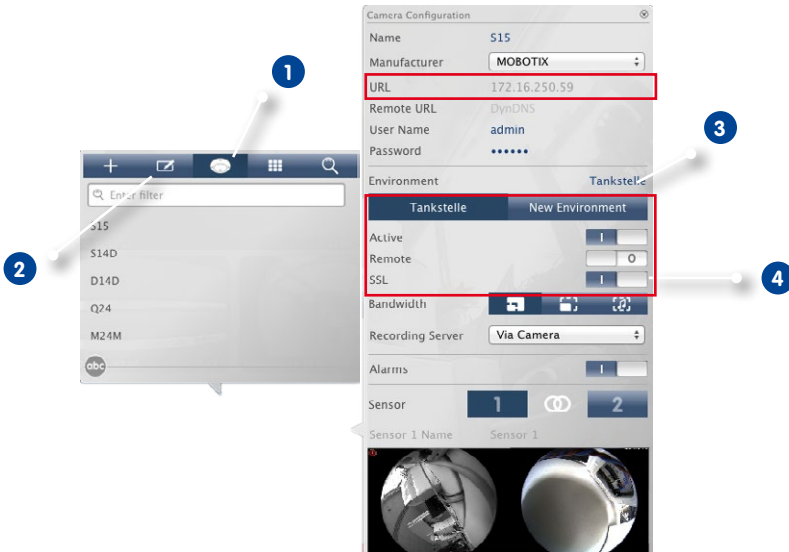 Camera Configuration
Name S15
Manufacturer MOBOTIX
URL 172.16.250.59
Remote URL DynDNS
User Name admin
Password ••••••
Environment Tankstelle
Tankstelle New Environment
Active I
Remote O
SSL I
Bandwidth
Recording Server Via Camera
Alarms I
Sensor 1 2
Sensor 1 Name Sensor 1
1
2
3
4
Enter filter
S15
S14D
D14D
Q24
M24M
abc